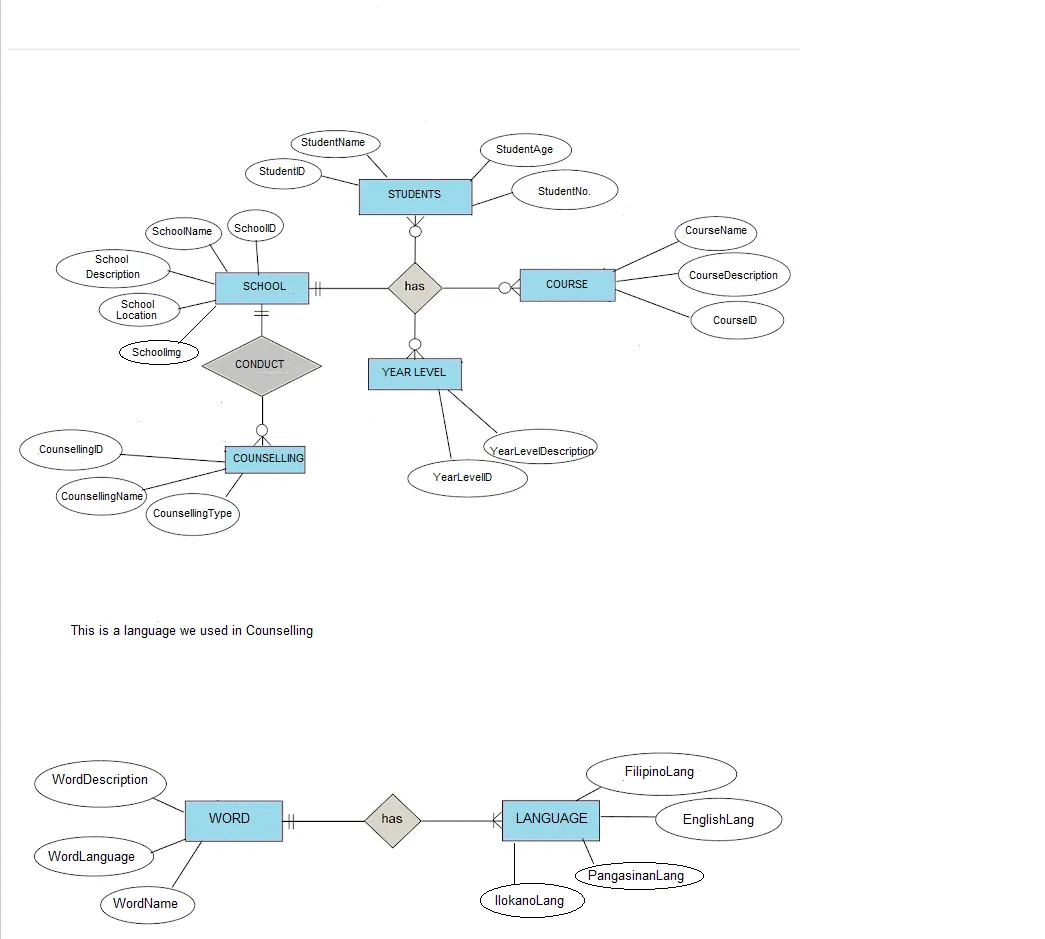 StudentName
StudentAge
StudentID
StudentNo.
STUDENTS
SchoolName
SchoolID
CourseName
School
Description
CourseDescription
SCHOOL
has
COURSE
School
Location
CourseID
SchoolImg
CONDUCT
YEAR LEVEL
CounsellingID
COUNSELLING
YearLevelDescription
YearLevelID
CounsellingName
CounsellingType
This is a language we used in Counselling
WordDescription
FilipinoLang
WORD
has
LANGUAGE
EnglishLang
WordLanguage
PangasinanLang
WordName
IlokanoLang